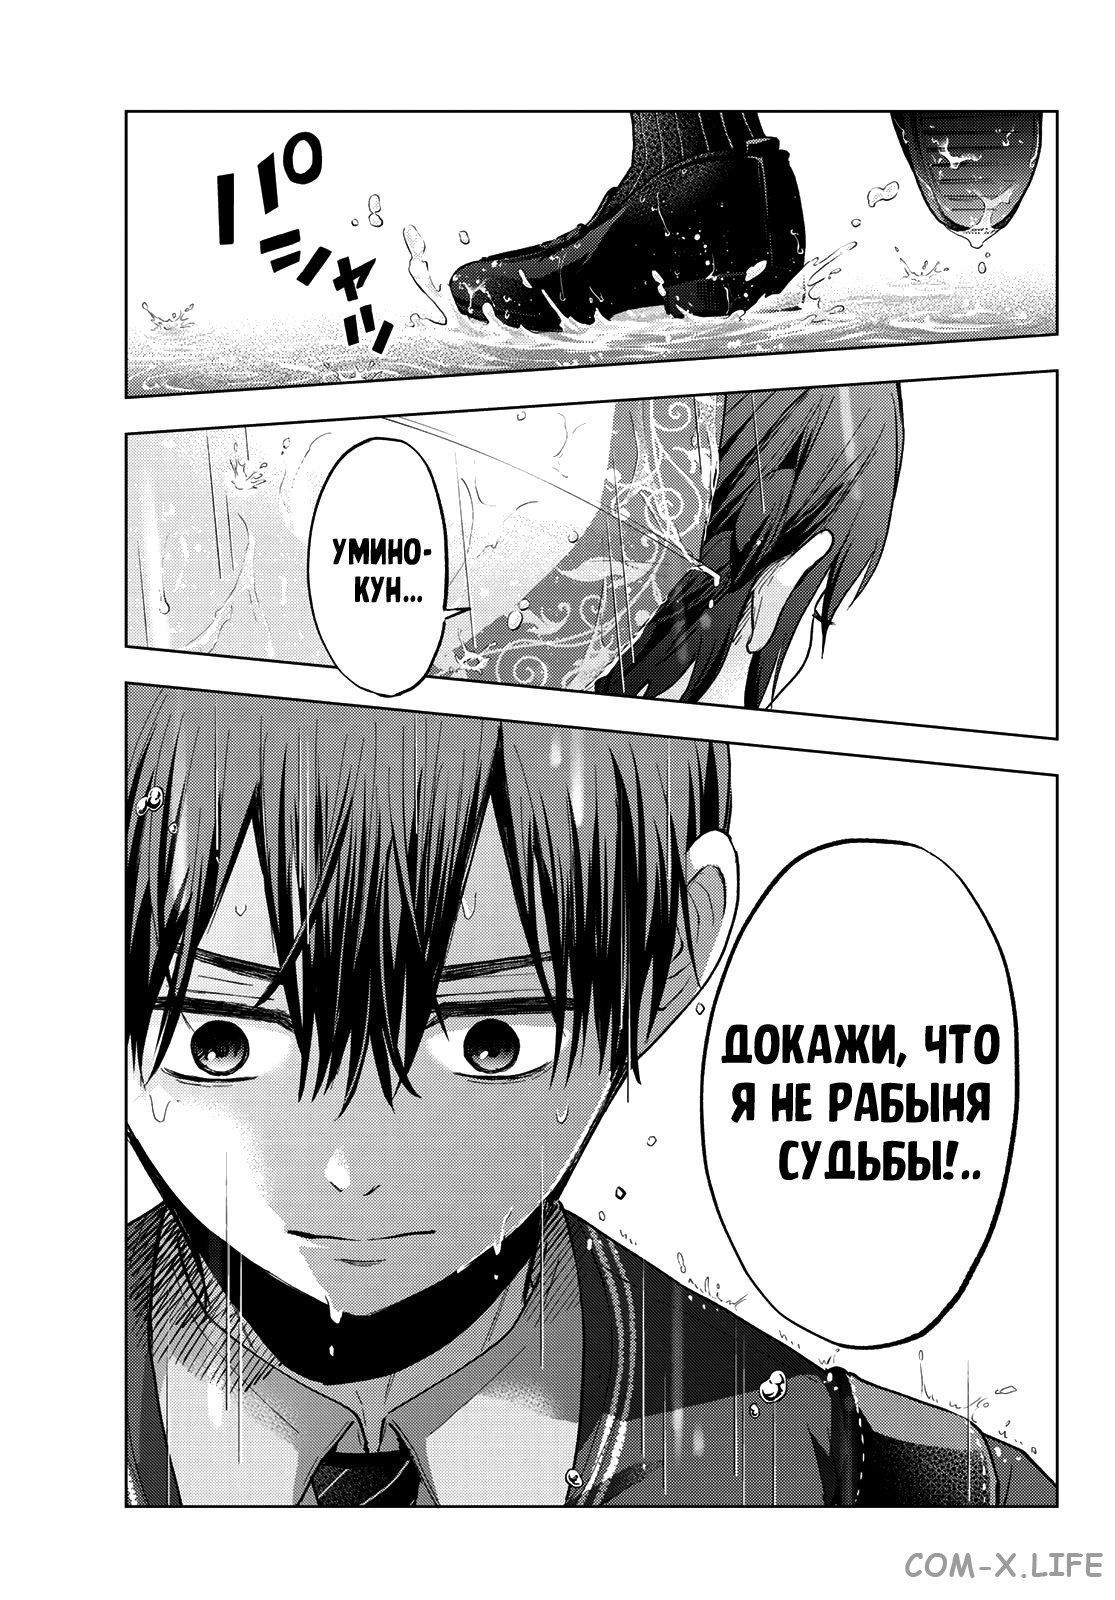 パシャッ
УМИНО-
КУН...
ДОКАЖИ, ЧТО
Я НЕ РАБЫНЯ
СУДЬБЫ!..
COM-X.LIFE